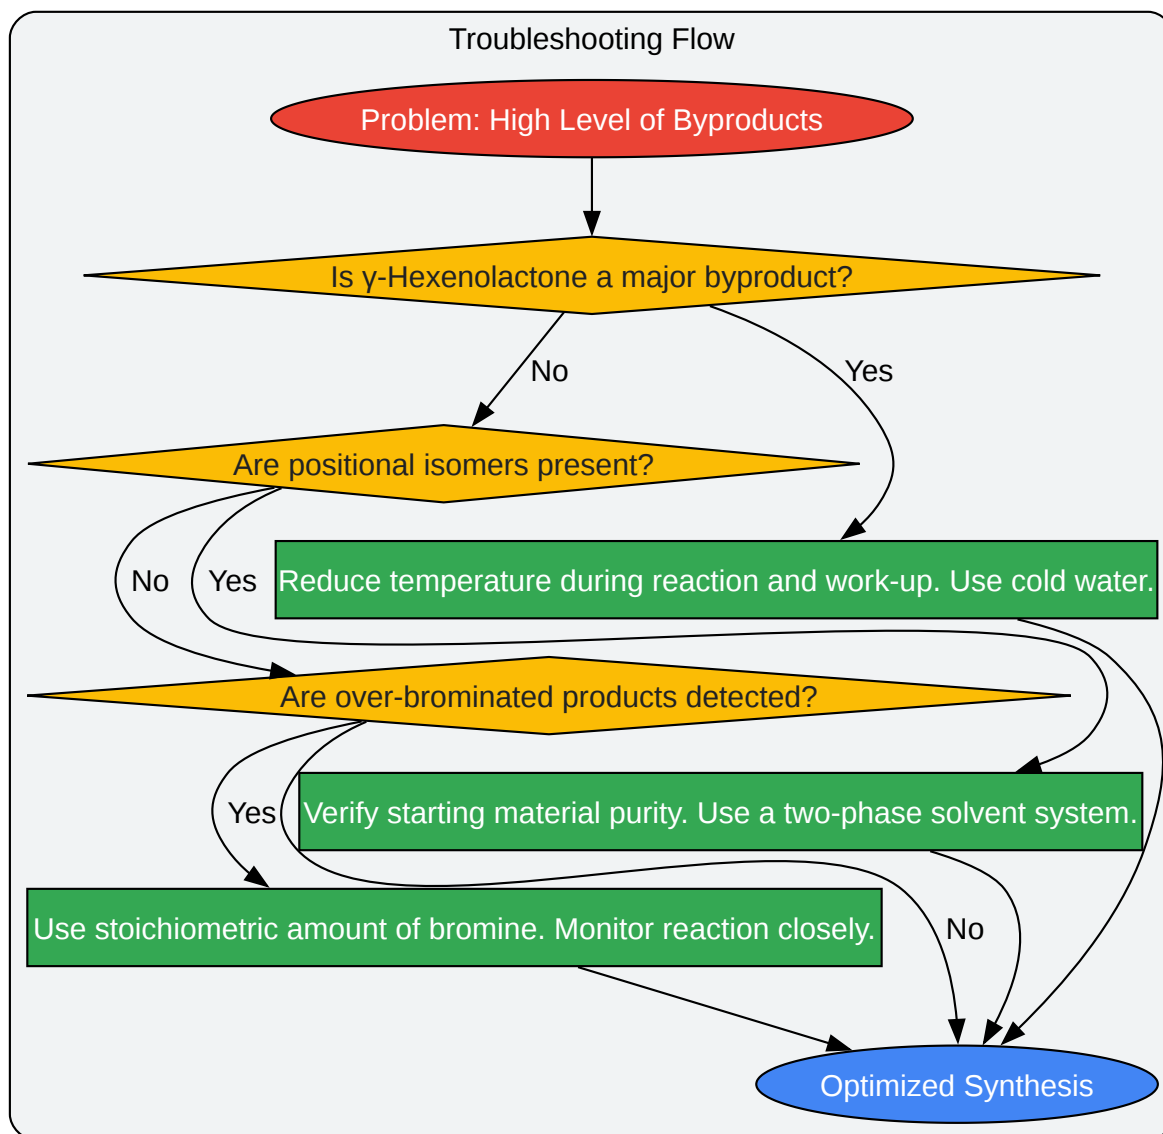 Troubleshooting Flow
Problem: High Level of Byproducts
Is γ-Hexenolactone a major byproduct?
No
Yes
Are positional isomers present?
No
Yes
Reduce temperature during reaction and work-up. Use cold water.
Are over-brominated products detected?
Yes
Verify starting material purity. Use a two-phase solvent system.
Use stoichiometric amount of bromine. Monitor reaction closely.
No
Optimized Synthesis